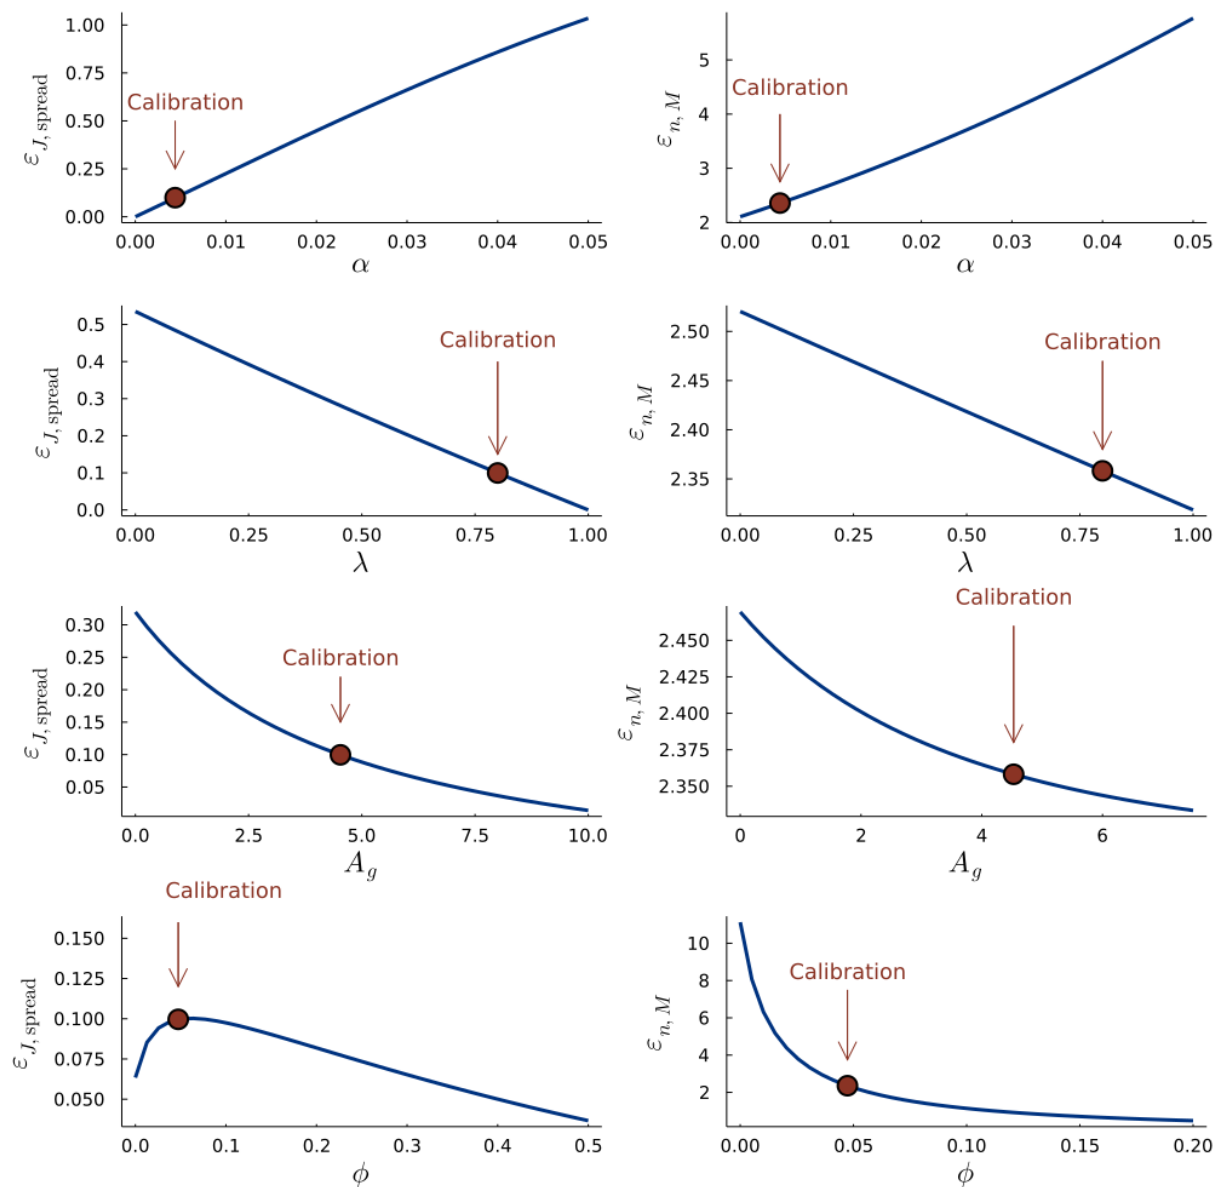 1.00
0.75
0.50
0.25
0.00
ε_{J, spread}
Calibration
0.00 0.01 0.02 0.03 0.04 0.05
α
5
4
3
2
ε_{n, M}
Calibration
0.00 0.01 0.02 0.03 0.04 0.05
α
0.5
0.4
0.3
0.2
0.1
0.0
ε_{J, spread}
Calibration
0.00 0.25 0.50 0.75 1.00
λ
2.50
2.45
2.40
2.35
ε_{n, M}
Calibration
0.00 0.25 0.50 0.75 1.00
λ
0.30
0.25
0.20
0.15
0.10
0.05
ε_{J, spread}
Calibration
0.0 2.5 5.0 7.5 10.0
A_g
2.450
2.425
2.400
2.375
2.350
ε_{n, M}
Calibration
0 2 4 6
A_g
0.150
0.125
0.100
0.075
0.050
ε_{J, spread}
Calibration
0.0 0.1 0.2 0.3 0.4 0.5
ϕ
10
8
6
4
2
ε_{n, M}
Calibration
0.00 0.05 0.10 0.15 0.20
ϕ